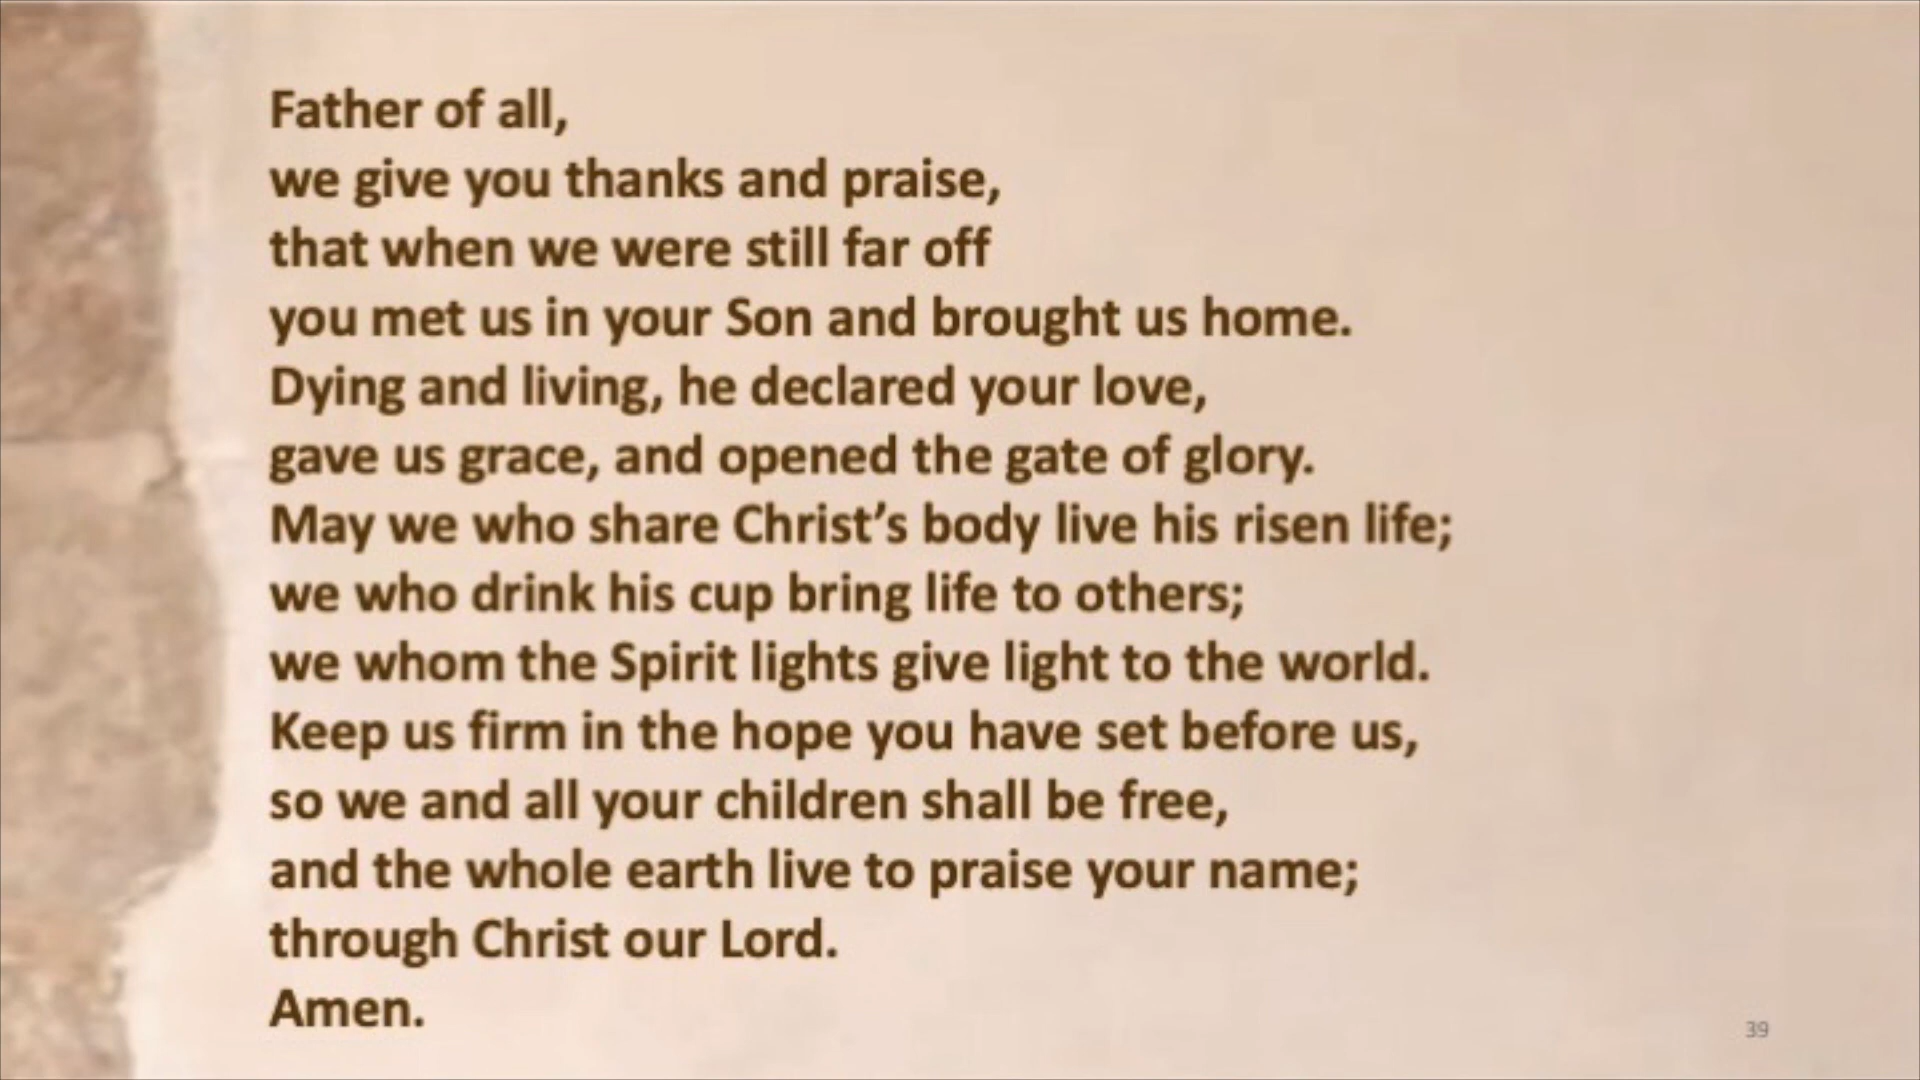 Father of all,
we give you thanks and praise,
that when we were still far off
you met us in your Son and brought us home.
Dying and living, he declared your love,
gave us grace, and opened the gate of glory.
May we who share Christ’s body live his risen life;
we who drink his cup bring life to others;
we whom the Spirit lights give light to the world.
Keep us firm in the hope you have set before us,
so we and all your children shall be free,
and the whole earth live to praise your name;
through Christ our Lord.
Amen.
39